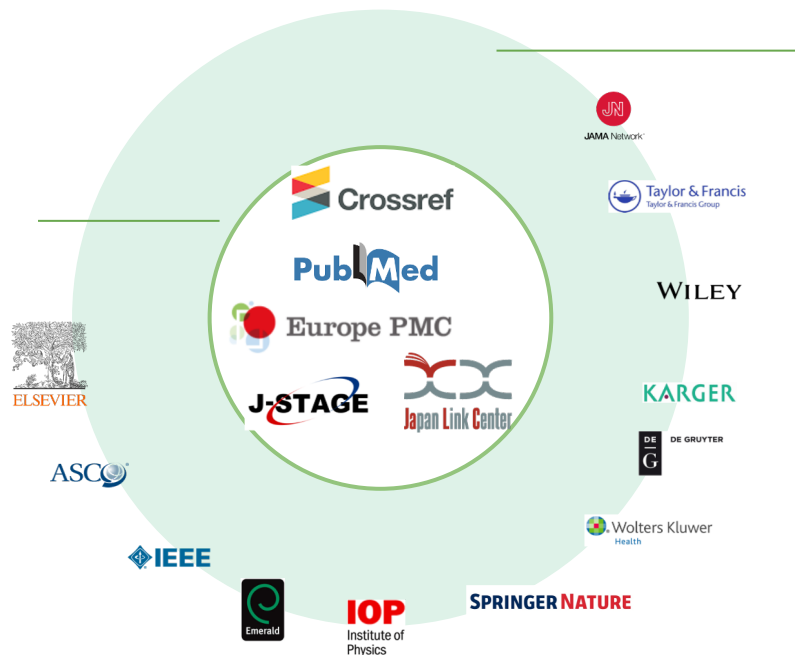 JN
JAMA Network
Taylor & Francis
Taylor & Francis Group
WILEY
KARGER
DE
G
DE GRUYTER
Wolters Kluwer
Health
SPRINGER NATURE
IOP
Institute of
Physics
Emerald
IEEE
ASCO
ELSEVIER
Crossref
PubMed
Europe PMC
J-STAGE
Japan Link Center